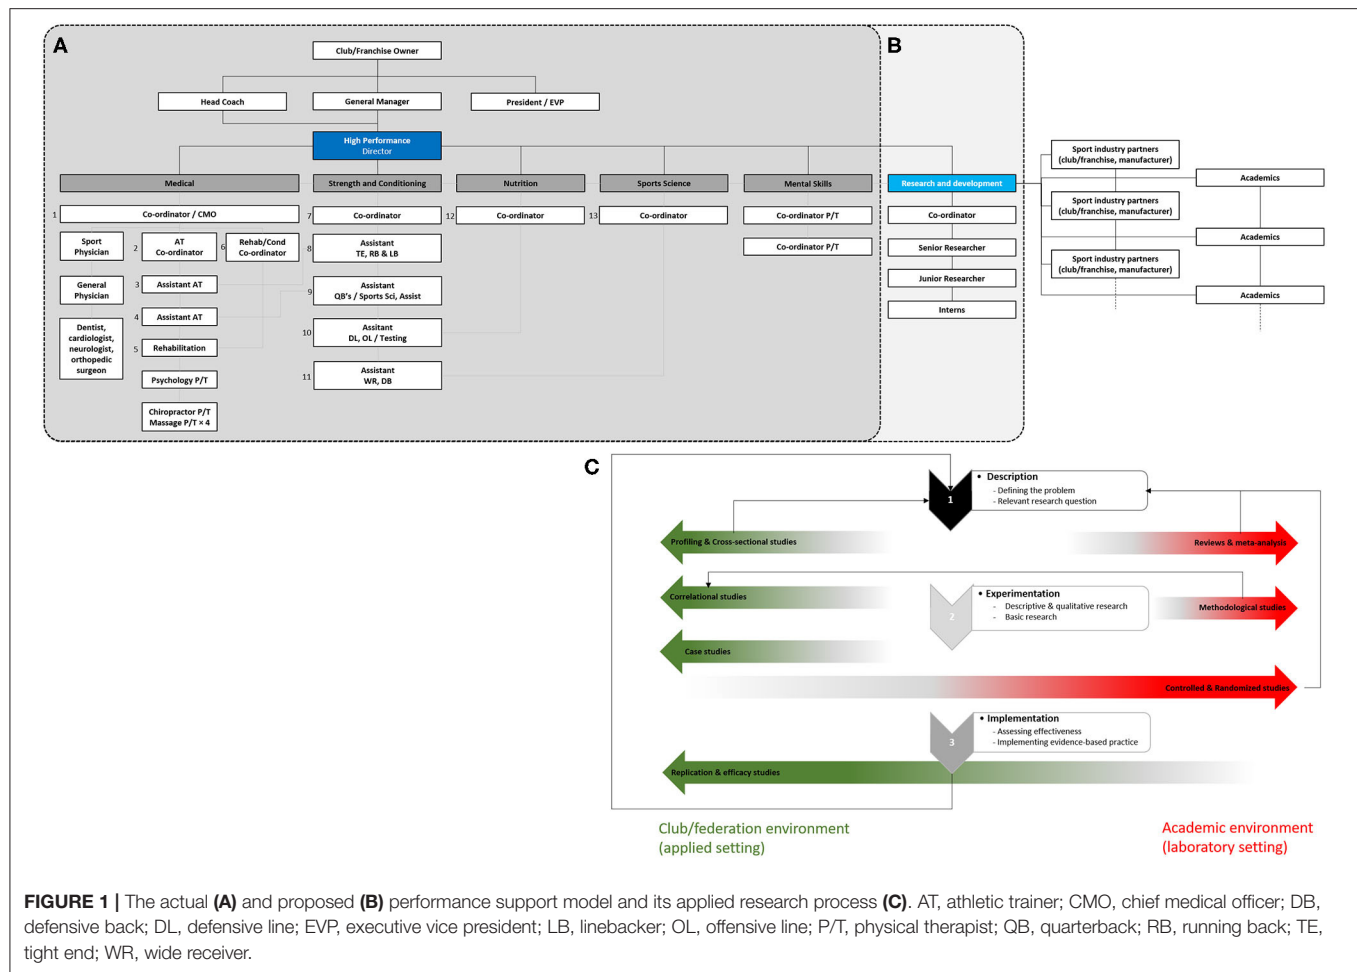 A
B
Club/Franchise Owner
Head Coach
General Manager
President / EVP
High Performance
Director
Medical
Strength and Conditioning
Nutrition
Sports Science
Mental Skills
Research and development
1
Co-ordinator / CMO
7
Co-ordinator
12
Co-ordinator
13
Co-ordinator
Co-ordinator P/T
Co-ordinator
Sport
Physician
2
AT
Co-ordinator
6
Rehab/Cond
Co-ordinator
8
Assistant
TE, RB & LB
Co-ordinator P/T
Senior Researcher
General
Physician
3
Assistant AT
9
Assistant
QB's / Sports Sci, Assist
Junior Researcher
4
Assistant AT
Interns
Dentist,
cardiologist,
neurologist,
orthopedic
surgeon
5
Rehabilitation
10
Assitant
DL, OL / Testing
Psychology P/T
11
Assistant
WR, DB
Chiropractor P/T
Massage P/T × 4
Sport industry partners
(club/franchise, manufacturer)
Academics
Sport industry partners
(club/franchise, manufacturer)
Academics
Sport industry partners
(club/franchise, manufacturer)
Academics
C
1
• Description
- Defining the problem
- Relevant research question
Profiling & Cross-sectional studies
Reviews & meta-analysis
Correlational studies
2
• Experimentation
- Descriptive & qualitative research
- Basic research
Methodological studies
Case studies
Controlled & Randomized studies
3
• Implementation
- Assessing effectiveness
- Implementing evidence-based practice
Replication & efficacy studies
Club/federation environment
(applied setting)
Academic environment
(laboratory setting)
FIGURE 1 | The actual (A) and proposed (B) performance support model and its applied research process (C). AT, athletic trainer; CMO, chief medical officer; DB,
defensive back; DL, defensive line; EVP, executive vice president; LB, linebacker; OL, offensive line; P/T, physical therapist; QB, quarterback; RB, running back; TE,
tight end; WR, wide receiver.